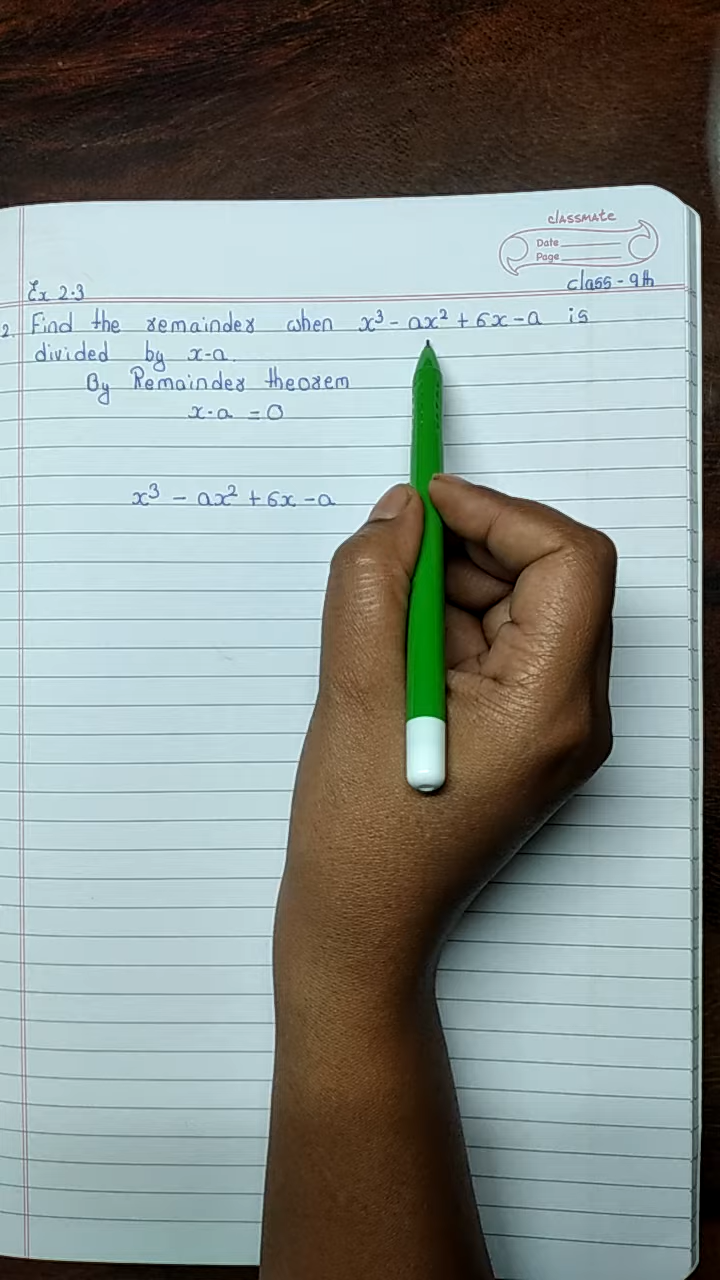 classmate
Date
Page
Ex 2.3
class - 9th
2. Find the remainder when x³ - ax² + 6x - a is
divided by x-a.
By Remainder theorem
x-a = 0
x³ - ax² + 6x - a